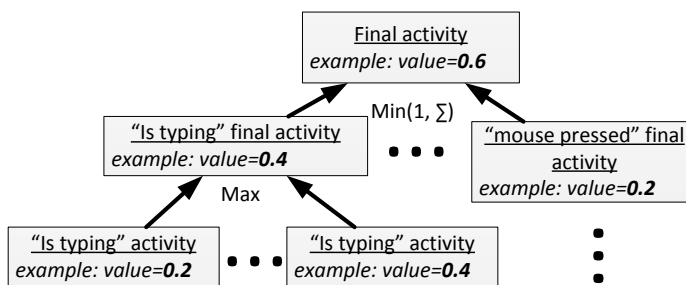 Final activity
example: value=0.6
Min(1, ∑)
“Is typing” final activity
example: value=0.4
“mouse pressed” final
activity
example: value=0.2
Max
“Is typing” activity
example: value=0.2
“Is typing” activity
example: value=0.4